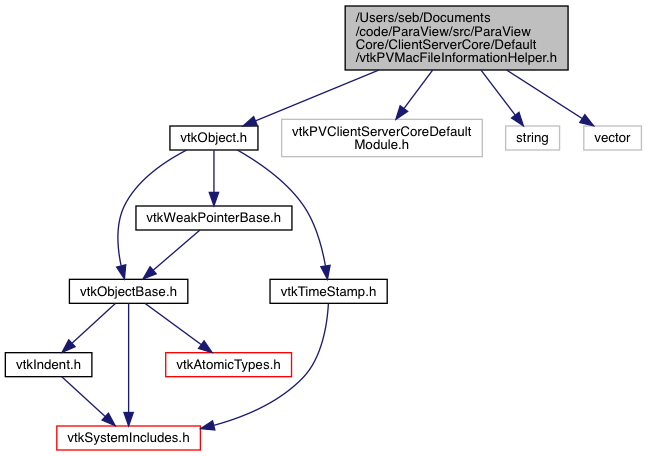 /Users/seb/Documents
/code/ParaView/src/ParaView
Core/ClientServerCore/Default
/vtkPVMacFileInformationHelper.h
vtkObject.h
vtkPVClientServerCoreDefault
Module.h
string
vector
vtkWeakPointerBase.h
vtkObjectBase.h
vtkTimeStamp.h
vtkIndent.h
vtkAtomicTypes.h
vtkSystemIncludes.h